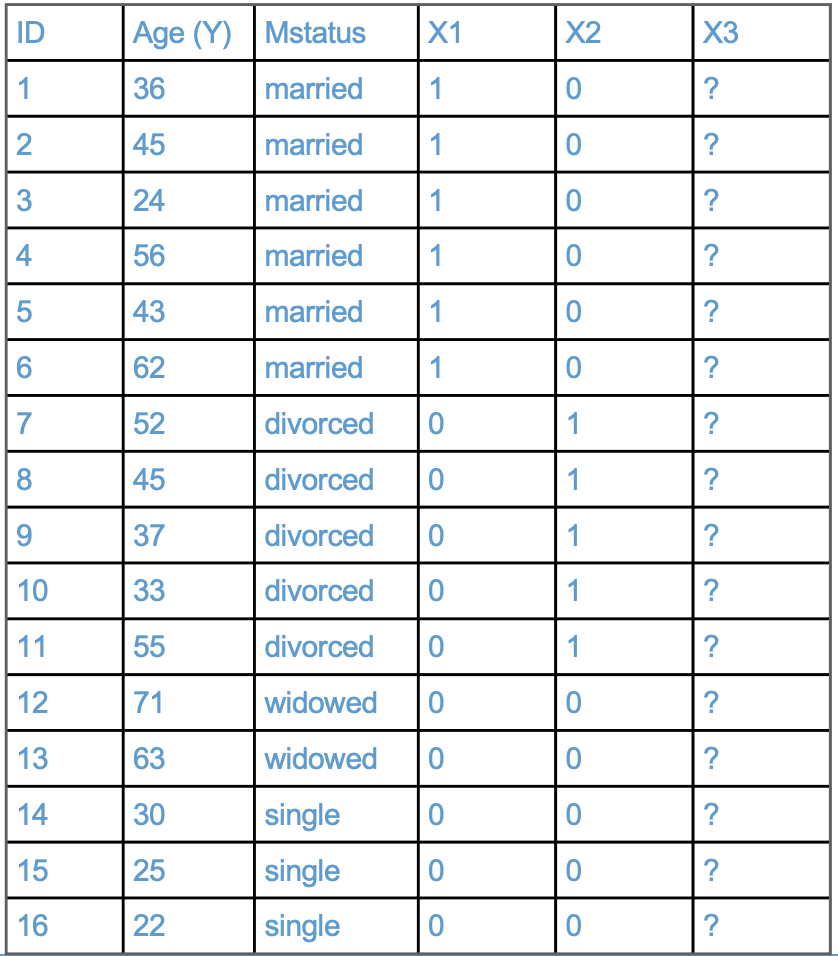 ID Age (Y) Mstatus X1 X2 X3
1 36 married 1 0 ?
2 45 married 1 0 ?
3 24 married 1 0 ?
4 56 married 1 0 ?
5 43 married 1 0 ?
6 62 married 1 0 ?
7 52 divorced 0 1 ?
8 45 divorced 0 1 ?
9 37 divorced 0 1 ?
10 33 divorced 0 1 ?
11 55 divorced 0 1 ?
12 71 widowed 0 0 ?
13 63 widowed 0 0 ?
14 30 single 0 0 ?
15 25 single 0 0 ?
16 22 single 0 0 ?